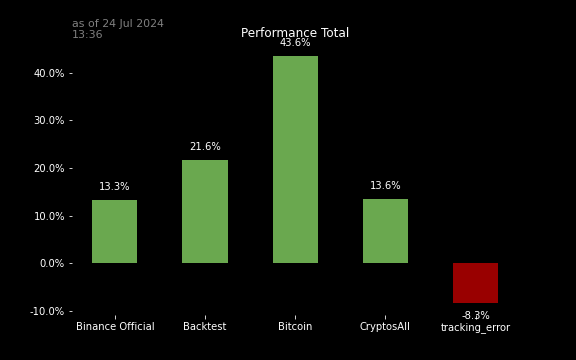 as of 24 Jul 2024
13:36
Performance Total
43.6%
40.0%
30.0%
21.6%
20.0%
13.3%
13.6%
10.0%
0.0%
-10.0%
-8.3%
Binance Official
Backtest
Bitcoin
CryptosAll
tracking_error